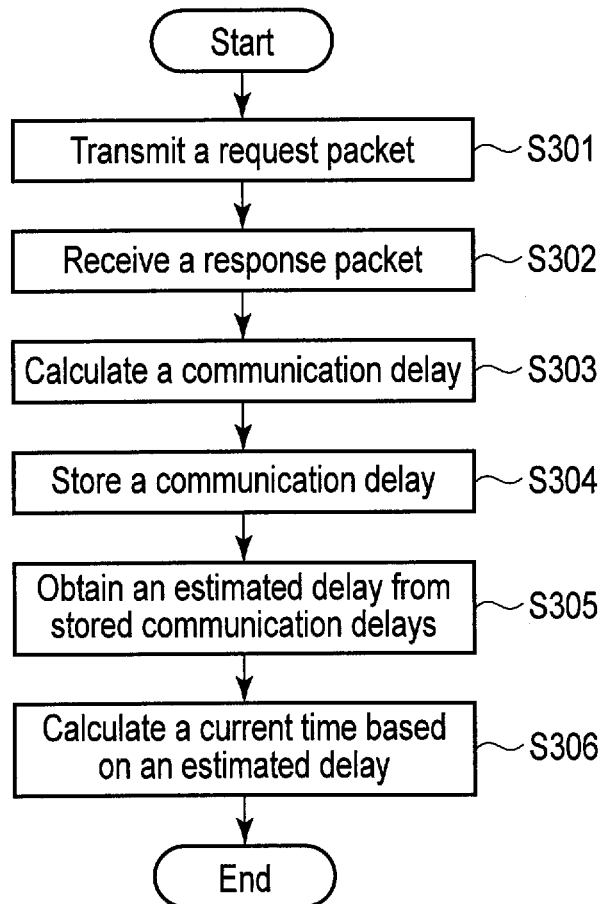 Start
Transmit a request packet
S301
Receive a response packet
S302
Calculate a communication delay
S303
Store a communication delay
S304
Obtain an estimated delay from
stored communication delays
S305
Calculate a current time based
on an estimated delay
S306
End